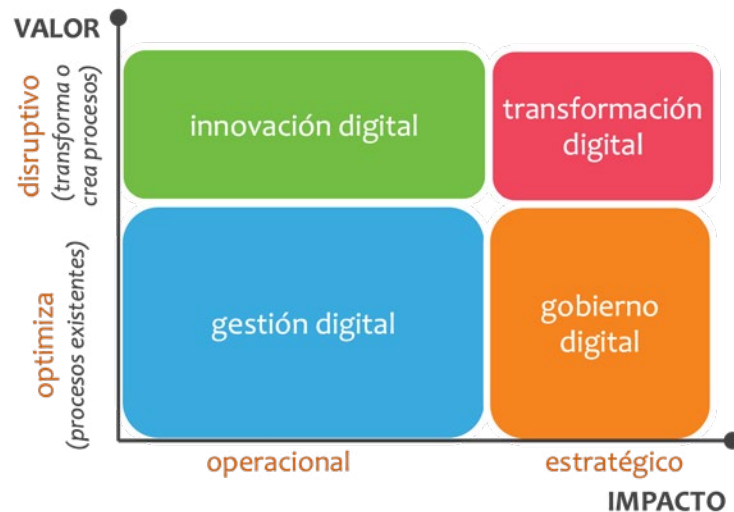 VALOR
disruptivo
(transforma o
crea procesos)
innovación digital
transformación
digital
optimiza
(procesos existentes)
gestión digital
gobierno
digital
operacional
estratégico
IMPACTO